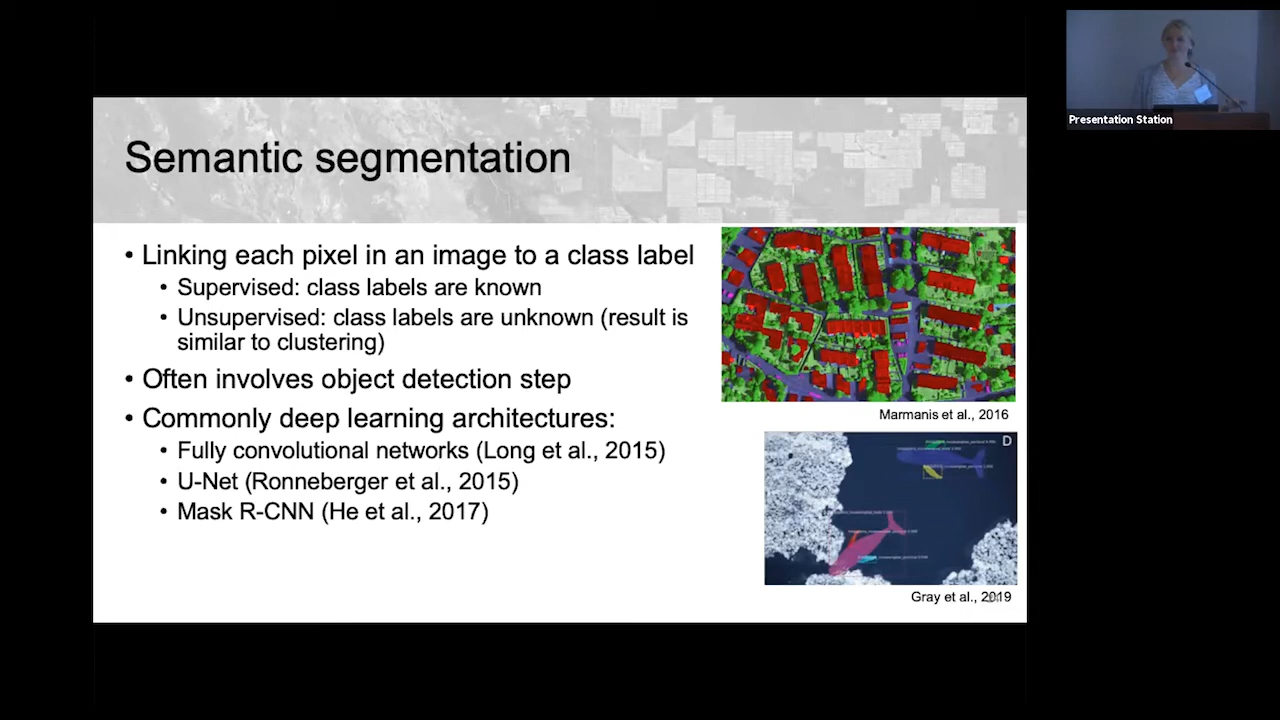 Presentation Station
Semantic segmentation
• Linking each pixel in an image to a class label
• Supervised: class labels are known
• Unsupervised: class labels are unknown (result is
similar to clustering)
• Often involves object detection step
• Commonly deep learning architectures:
• Fully convolutional networks (Long et al., 2015)
• U-Net (Ronneberger et al., 2015)
• Mask R-CNN (He et al., 2017)
Marmanis et al., 2016
D
Gray et al., 2019